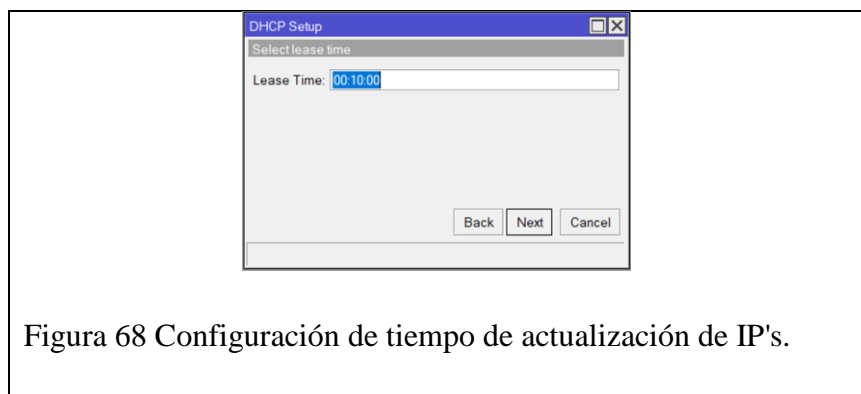 DHCP Setup
Select lease time
Lease Time: 00:10:00
Back Next Cancel
Figura 68 Configuración de tiempo de actualización de IP's.